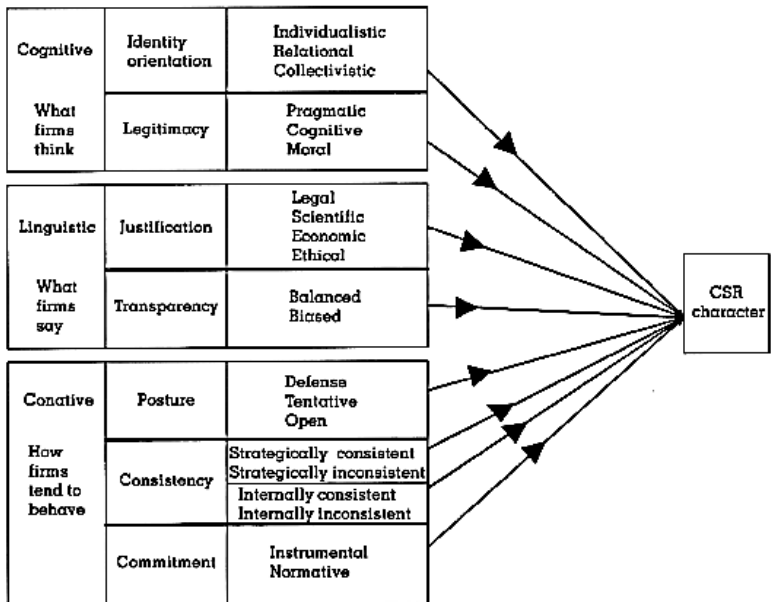 Cognitive
What
firms
think
Identity
orientation
Individualistic
Relational
Collectivistic
Legitimacy
Pragmatic
Cognitive
Moral
Linguistic
What
firms
say
Justification
Legal
Scientific
Economic
Ethical
Transparency
Balanced
Biased
Conative
How
firms
tend to
behave
Posture
Defense
Tentative
Open
Consistency
Strategically consistent
Strategically inconsistent
Internally consistent
Internally inconsistent
Commitment
Instrumental
Normative
CSR
character